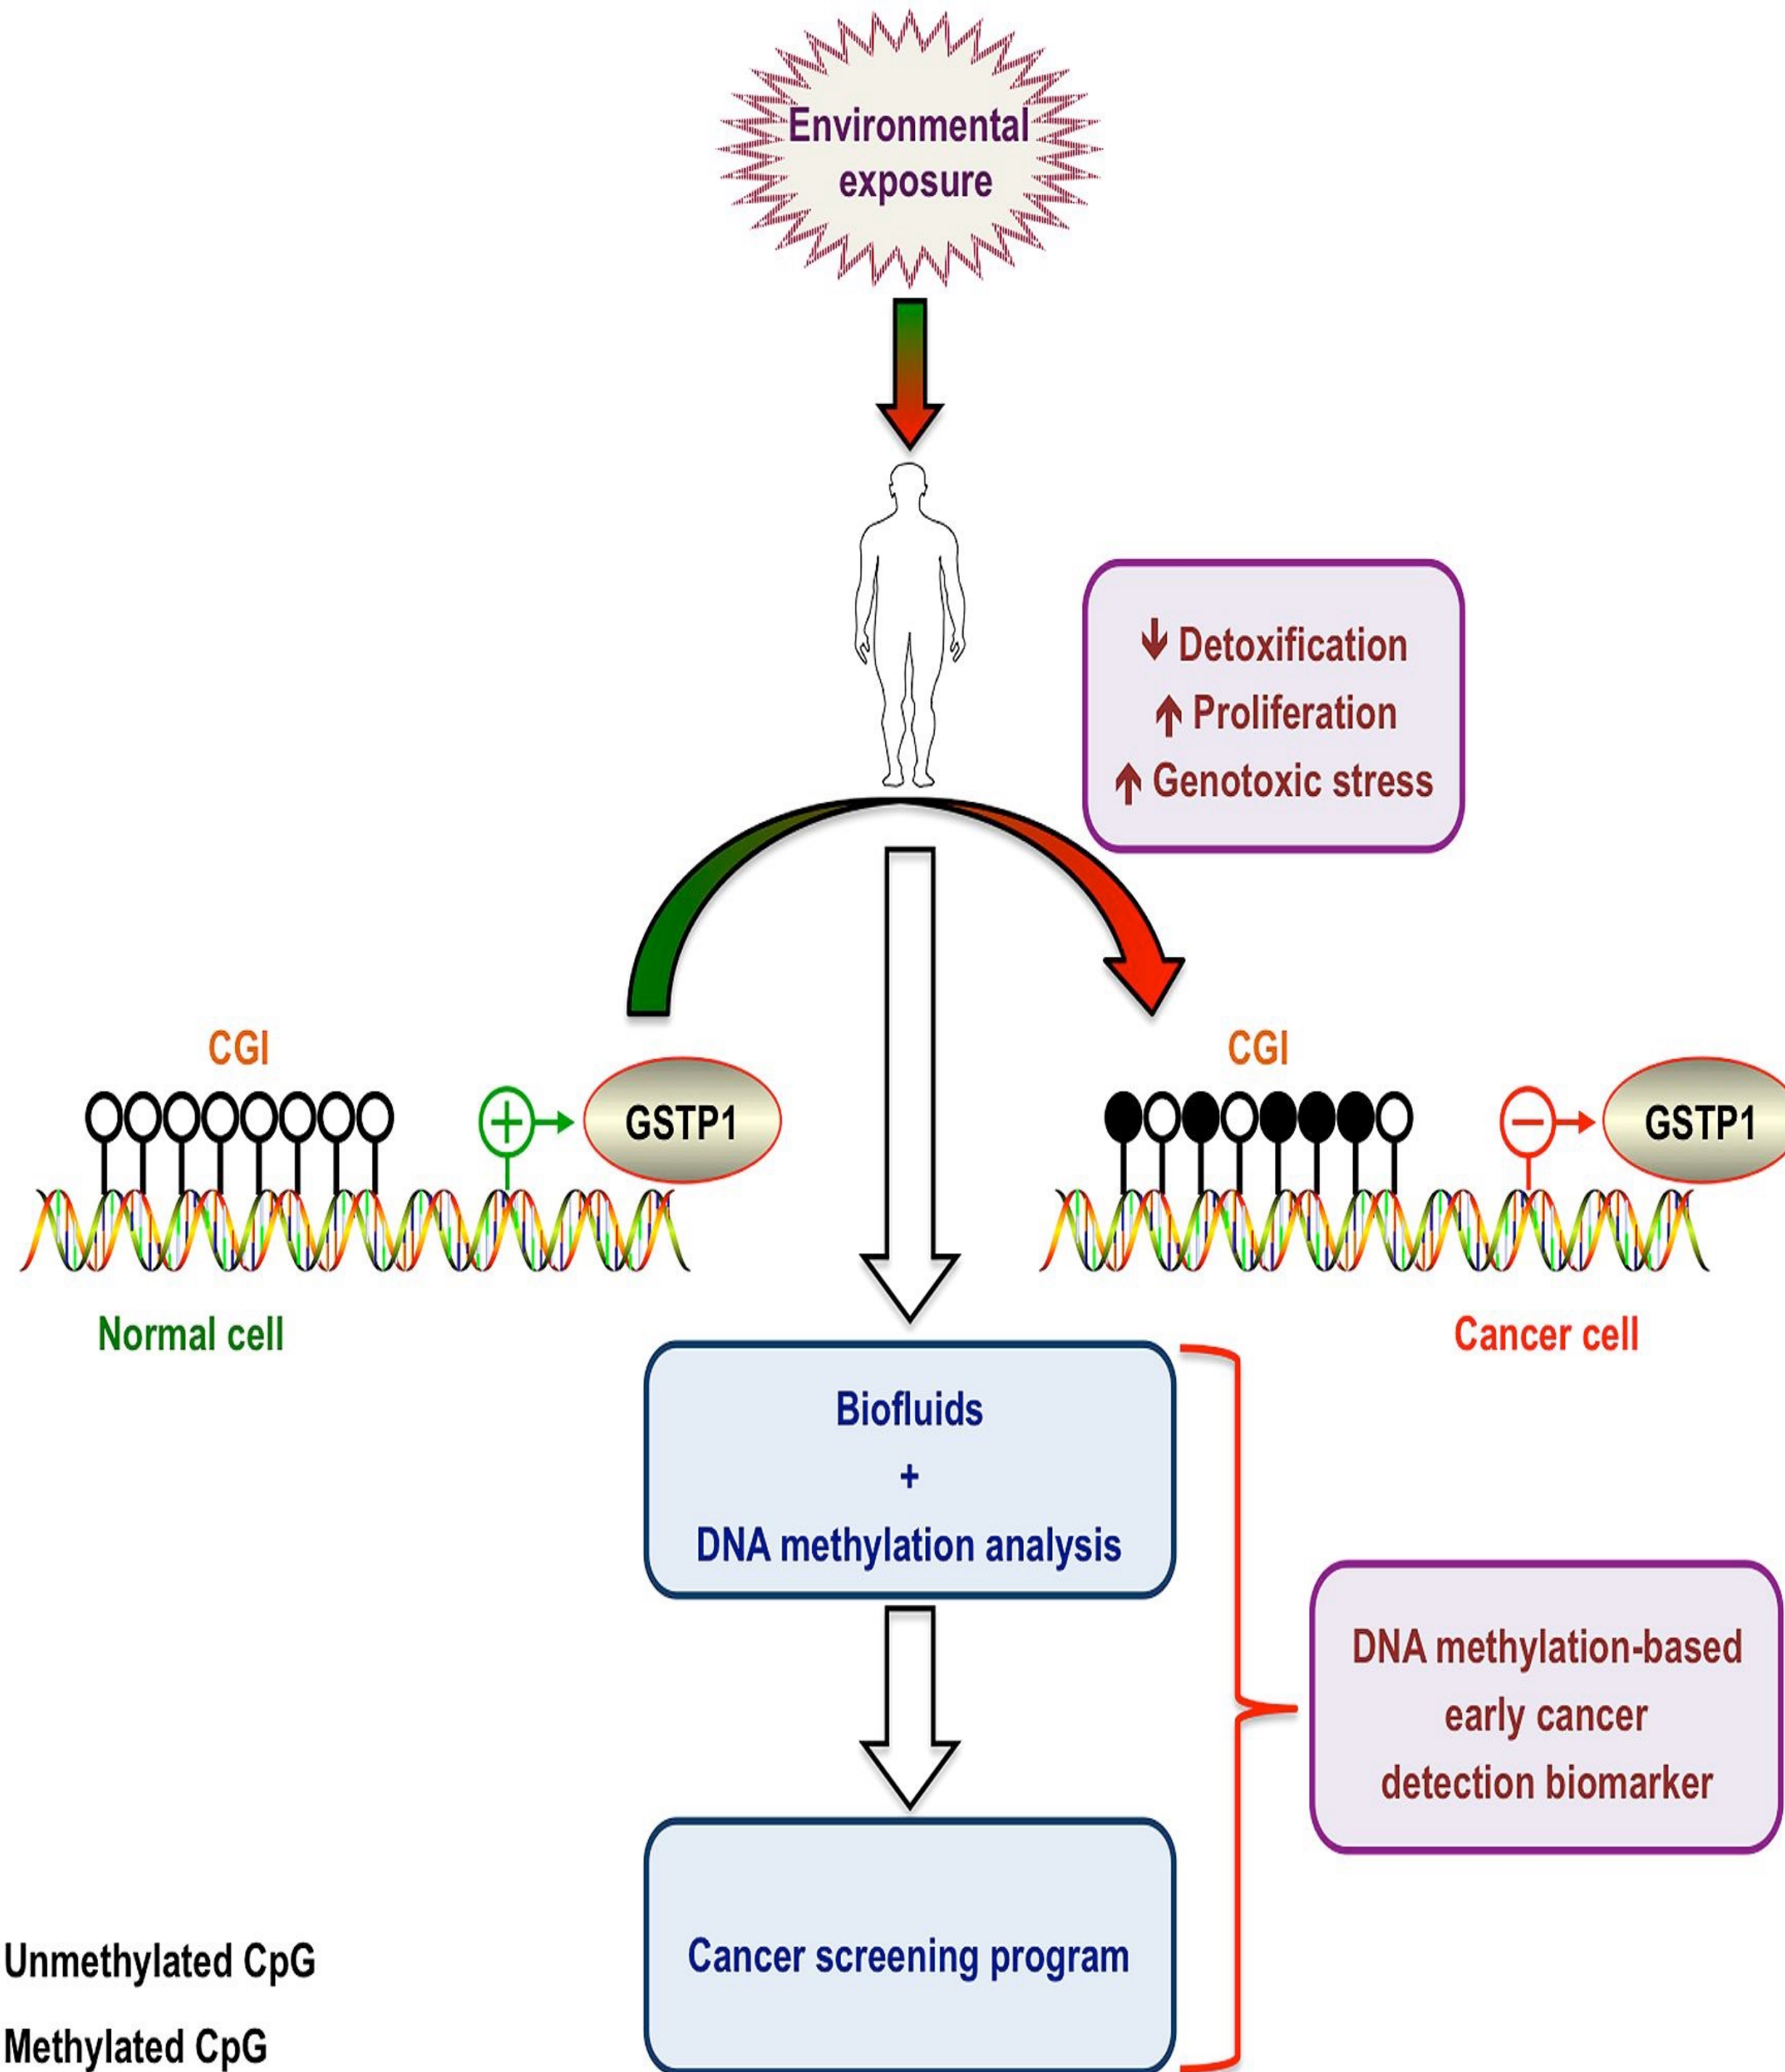 Environmental
exposure
↓ Detoxification
↑ Proliferation
↑ Genotoxic stress
CGI
GSTP1
Normal cell
CGI
GSTP1
Cancer cell
Biofluids
+
DNA methylation analysis
DNA methylation-based
early cancer
detection biomarker
Cancer screening program
Unmethylated CpG
Methylated CpG